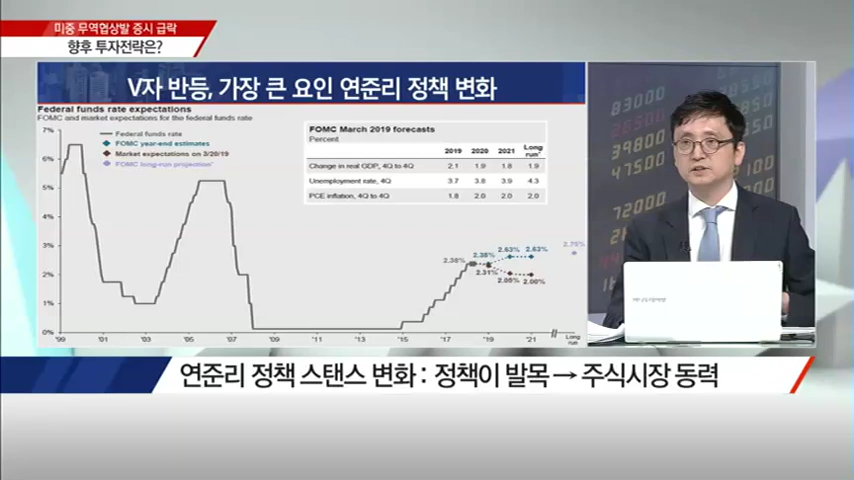 미중 무역협상발 증시 급락
향후 투자전략은?
V자 반등, 가장 큰 요인 연준리 정책 변화
Federal funds rate expectations
FOMC and market expectations for the federal funds rate
7%
6%
5%
4%
3%
2%
1%
0%
Federal funds rate
FOMC year-end estimates
Market expectations on 3/20/19
FOMC long-run projection*
FOMC March 2019 forecasts
Percent
2019 2020 2021 Long run*
Change in real GDP, 4Q to 4Q 2.1 1.9 1.8 1.9
Unemployment rate, 4Q 3.7 3.8 3.9 4.3
PCE inflation, 4Q to 4Q 1.8 2.0 2.0 2.0
2.38% 2.38% 2.63% 2.63% 2.75%
2.31% 2.05% 2.00%
'99 '01 '03 '05 '07 '09 '11 '13 '15 '17 '19 '21 Long run
83000
39800
47500
72000
연준리 정책 스탠스 변화 : 정책이 발목 → 주식시장 동력